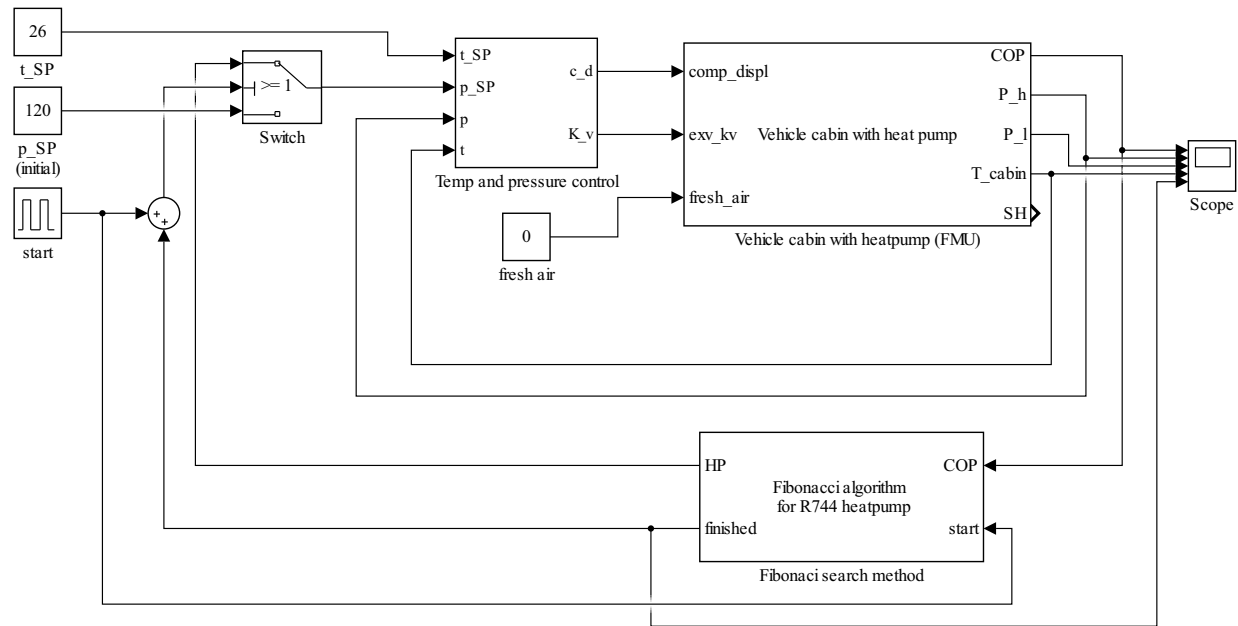 26
t_SP
120
p_SP
(initial)
start
+
+
>= 1
Switch
t_SP
p_SP
p
t
c_d
K_v
Temp and pressure control
0
fresh air
comp_displ
exv_kv
fresh_air
Vehicle cabin with heat pump
COP
P_h
P_l
T_cabin
SH
Vehicle cabin with heatpump (FMU)
Scope
HP
finished
Fibonacci algorithm
for R744 heatpump
COP
start
Fibonaci search method